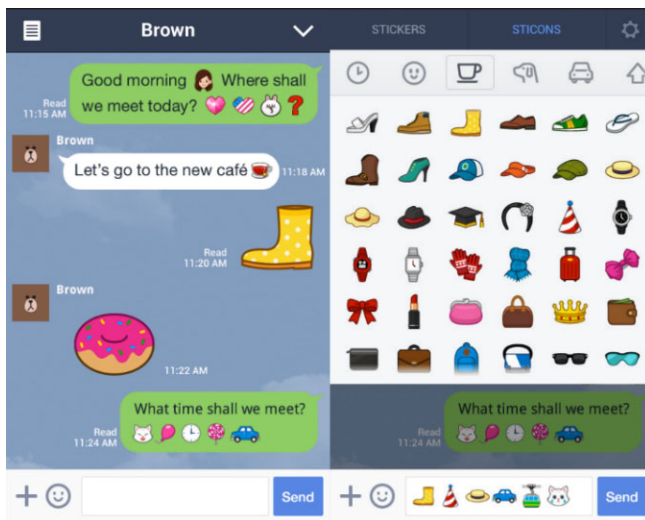 Brown
Good morning Where shall
we meet today?
Read
11:15 AM
Brown
Let's go to the new café
11:18 AM
Read
11:20 AM
Brown
11:22 AM
What time shall we meet?
Read
11:24 AM
Send
STICKERS STICONS
What time shall we meet?
Read
11:24 AM
Send